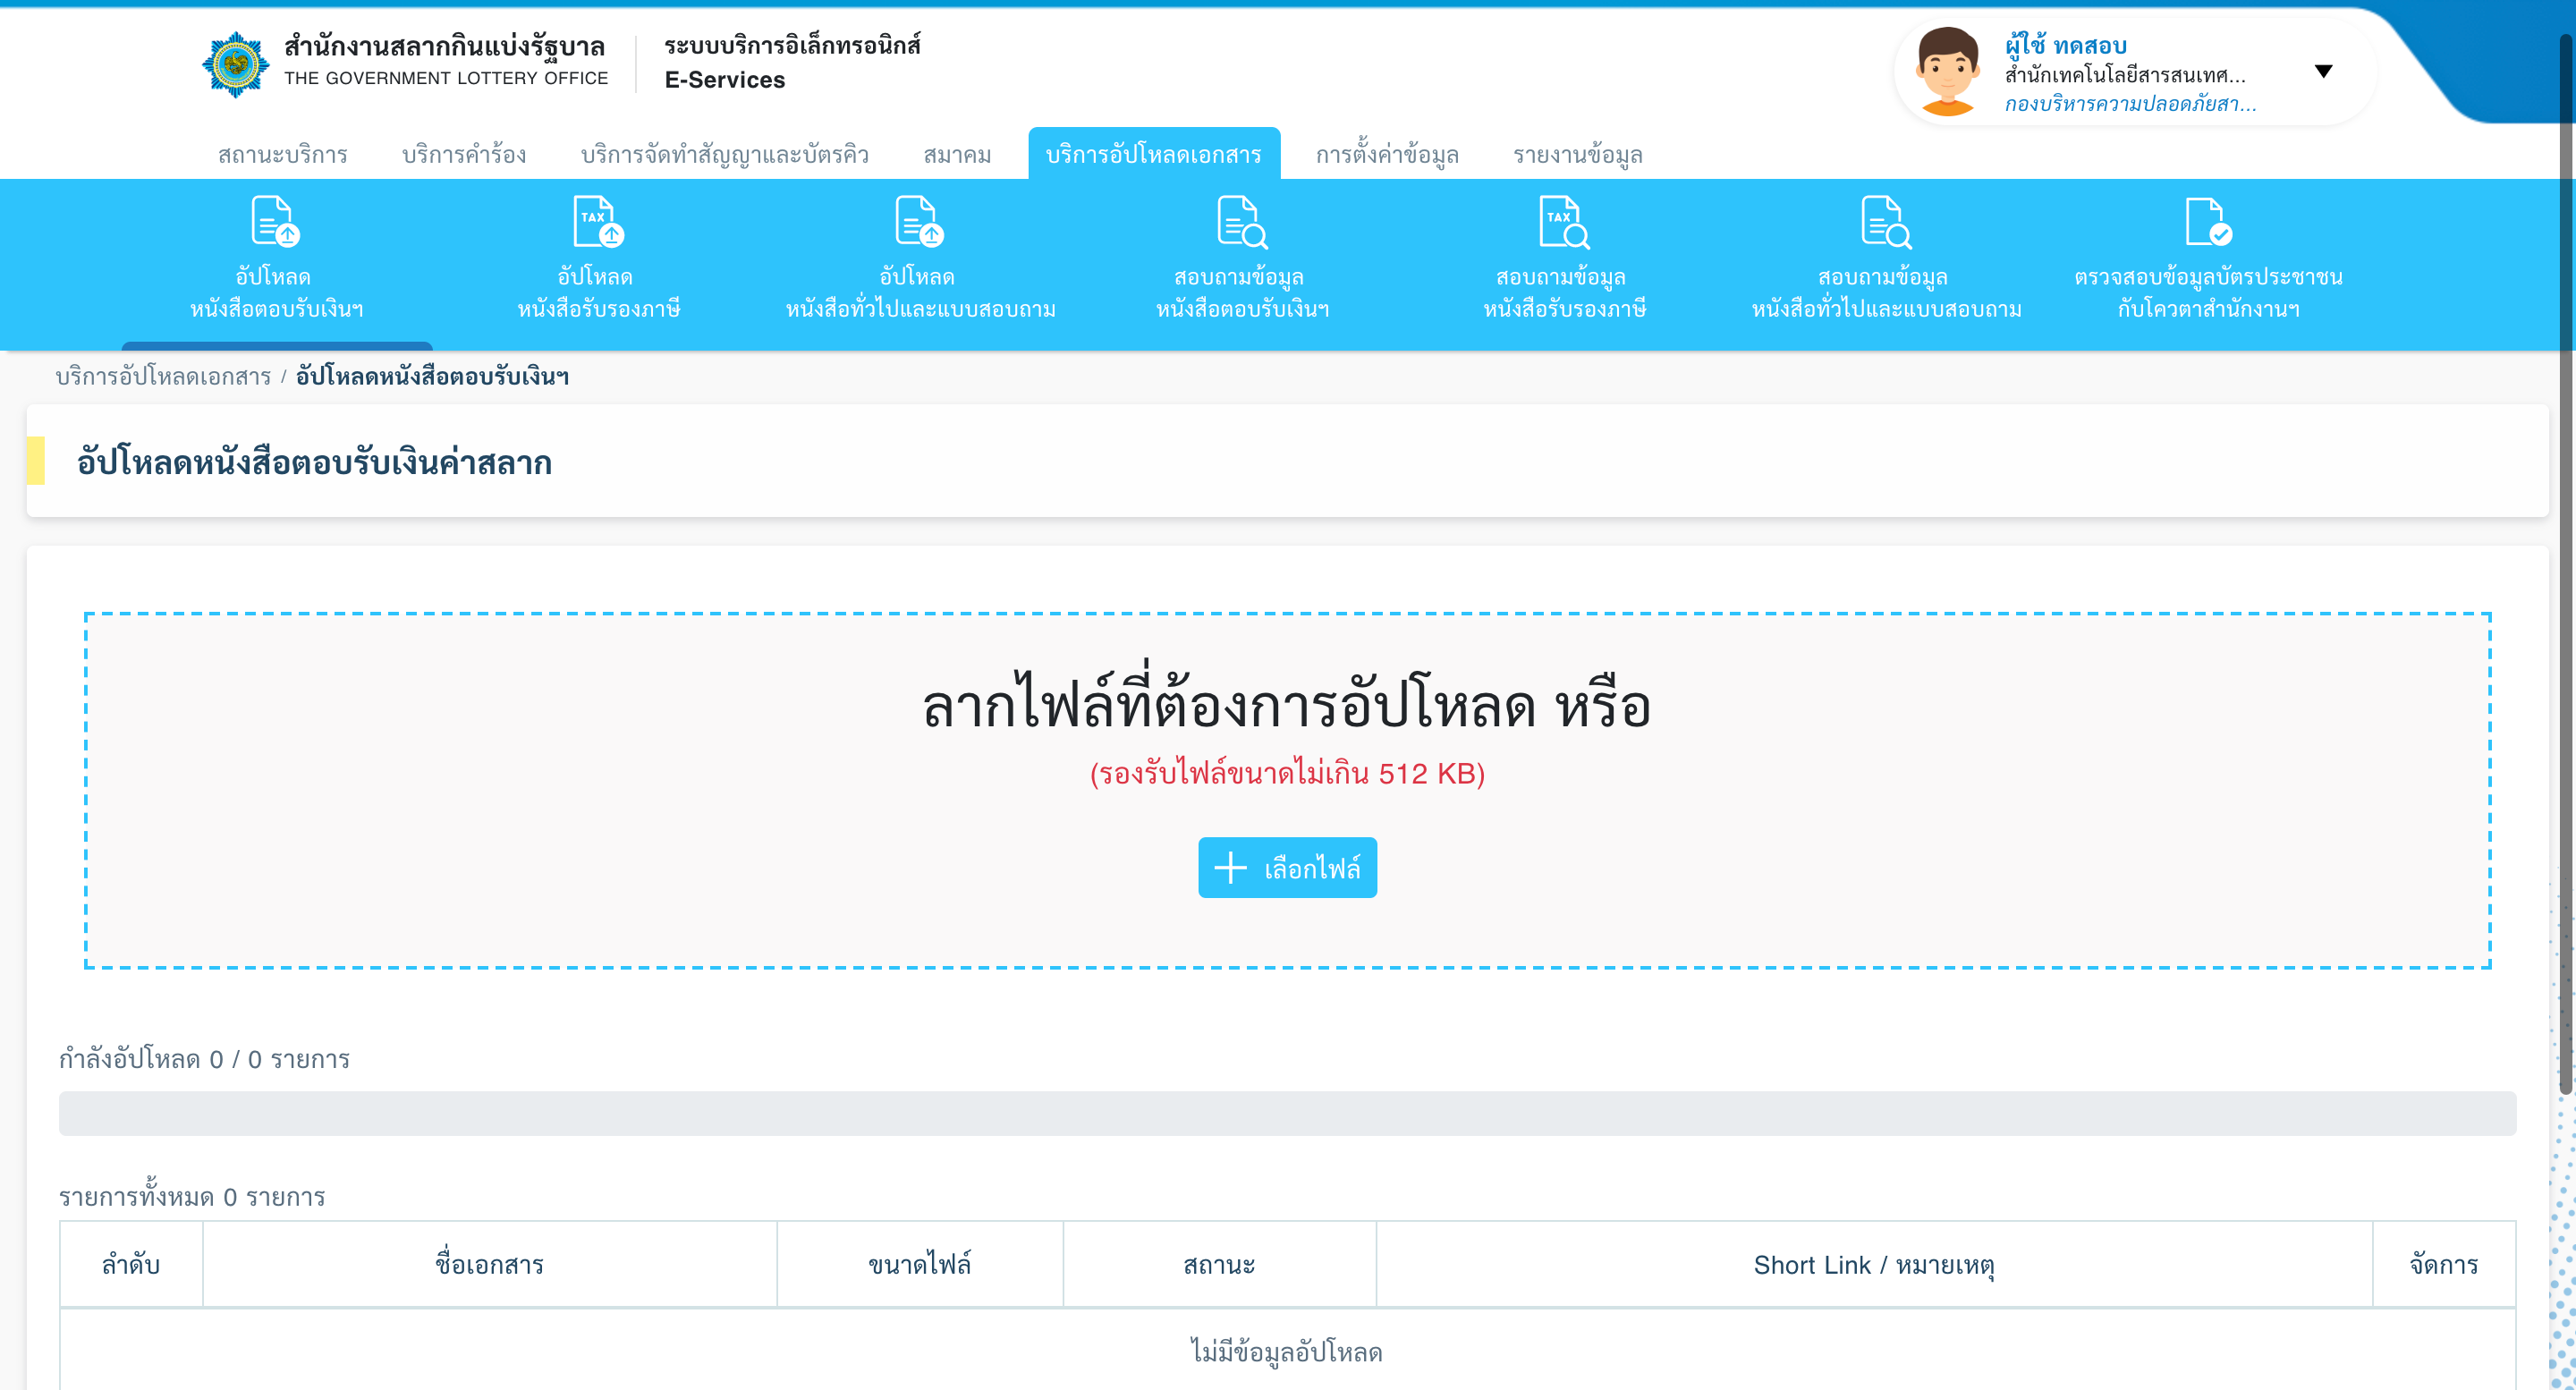 สำนักงานสลากกินแบ่งรัฐบาล
THE GOVERNMENT LOTTERY OFFICE
ระบบบริการอิเล็กทรอนิกส์
E-Services
ผู้ใช้ ทดสอบ
สำนักเทคโนโลยีสารสนเทศ...
กองบริหารความปลอดภัยสา...
สถานะบริการ
บริการคำร้อง
บริการจัดทำสัญญาและบัตรคิว
สมาคม
บริการอัปโหลดเอกสาร
การตั้งค่าข้อมูล
รายงานข้อมูล
อัปโหลด
หนังสือตอบรับเงินฯ
TAX
อัปโหลด
หนังสือรับรองภาษี
อัปโหลด
หนังสือทั่วไปและแบบสอบถาม
สอบถามข้อมูล
หนังสือตอบรับเงินฯ
TAX
สอบถามข้อมูล
หนังสือรับรองภาษี
สอบถามข้อมูล
หนังสือทั่วไปและแบบสอบถาม
ตรวจสอบข้อมูลบัตรประชาชน
กับโควตาสำนักงานฯ
บริการอัปโหลดเอกสาร / อัปโหลดหนังสือตอบรับเงินฯ
อัปโหลดหนังสือตอบรับเงินค่าสลาก
ลากไฟล์ที่ต้องการอัปโหลด หรือ
(รองรับไฟล์ขนาดไม่เกิน 512 KB)
เลือกไฟล์
กำลังอัปโหลด 0 / 0 รายการ
รายการทั้งหมด 0 รายการ
ลำดับ
ชื่อเอกสาร
ขนาดไฟล์
สถานะ
Short Link / หมายเหตุ
จัดการ
ไม่มีข้อมูลอัปโหลด